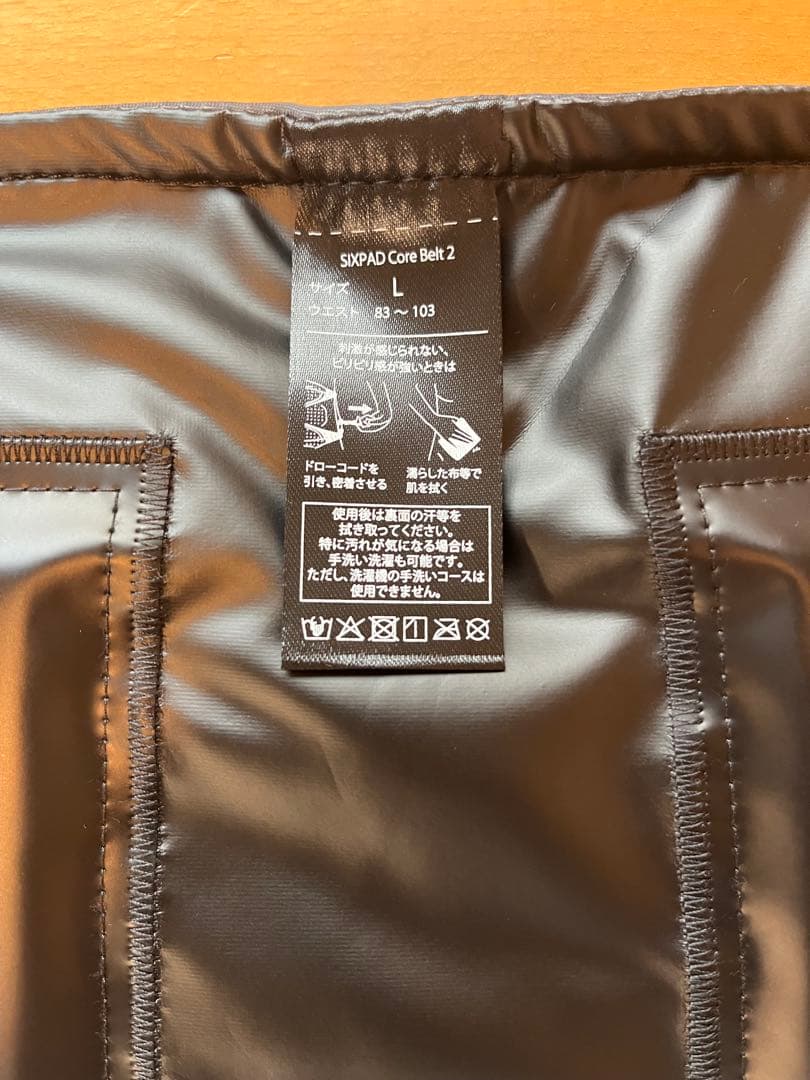 SIXPAD Core Belt 2
サイズ L
ウエスト 83～103
刺激が感じられない、
ピリピリ感が強いときは
ドローコードを
引き、密着させる
濡らした布等で
肌を拭く
使用後は裏面の汗等を
拭き取ってください。
特に汚れが気になる場合は
手洗い洗濯も可能です。
ただし、洗濯機の手洗いコースは
使用できません。